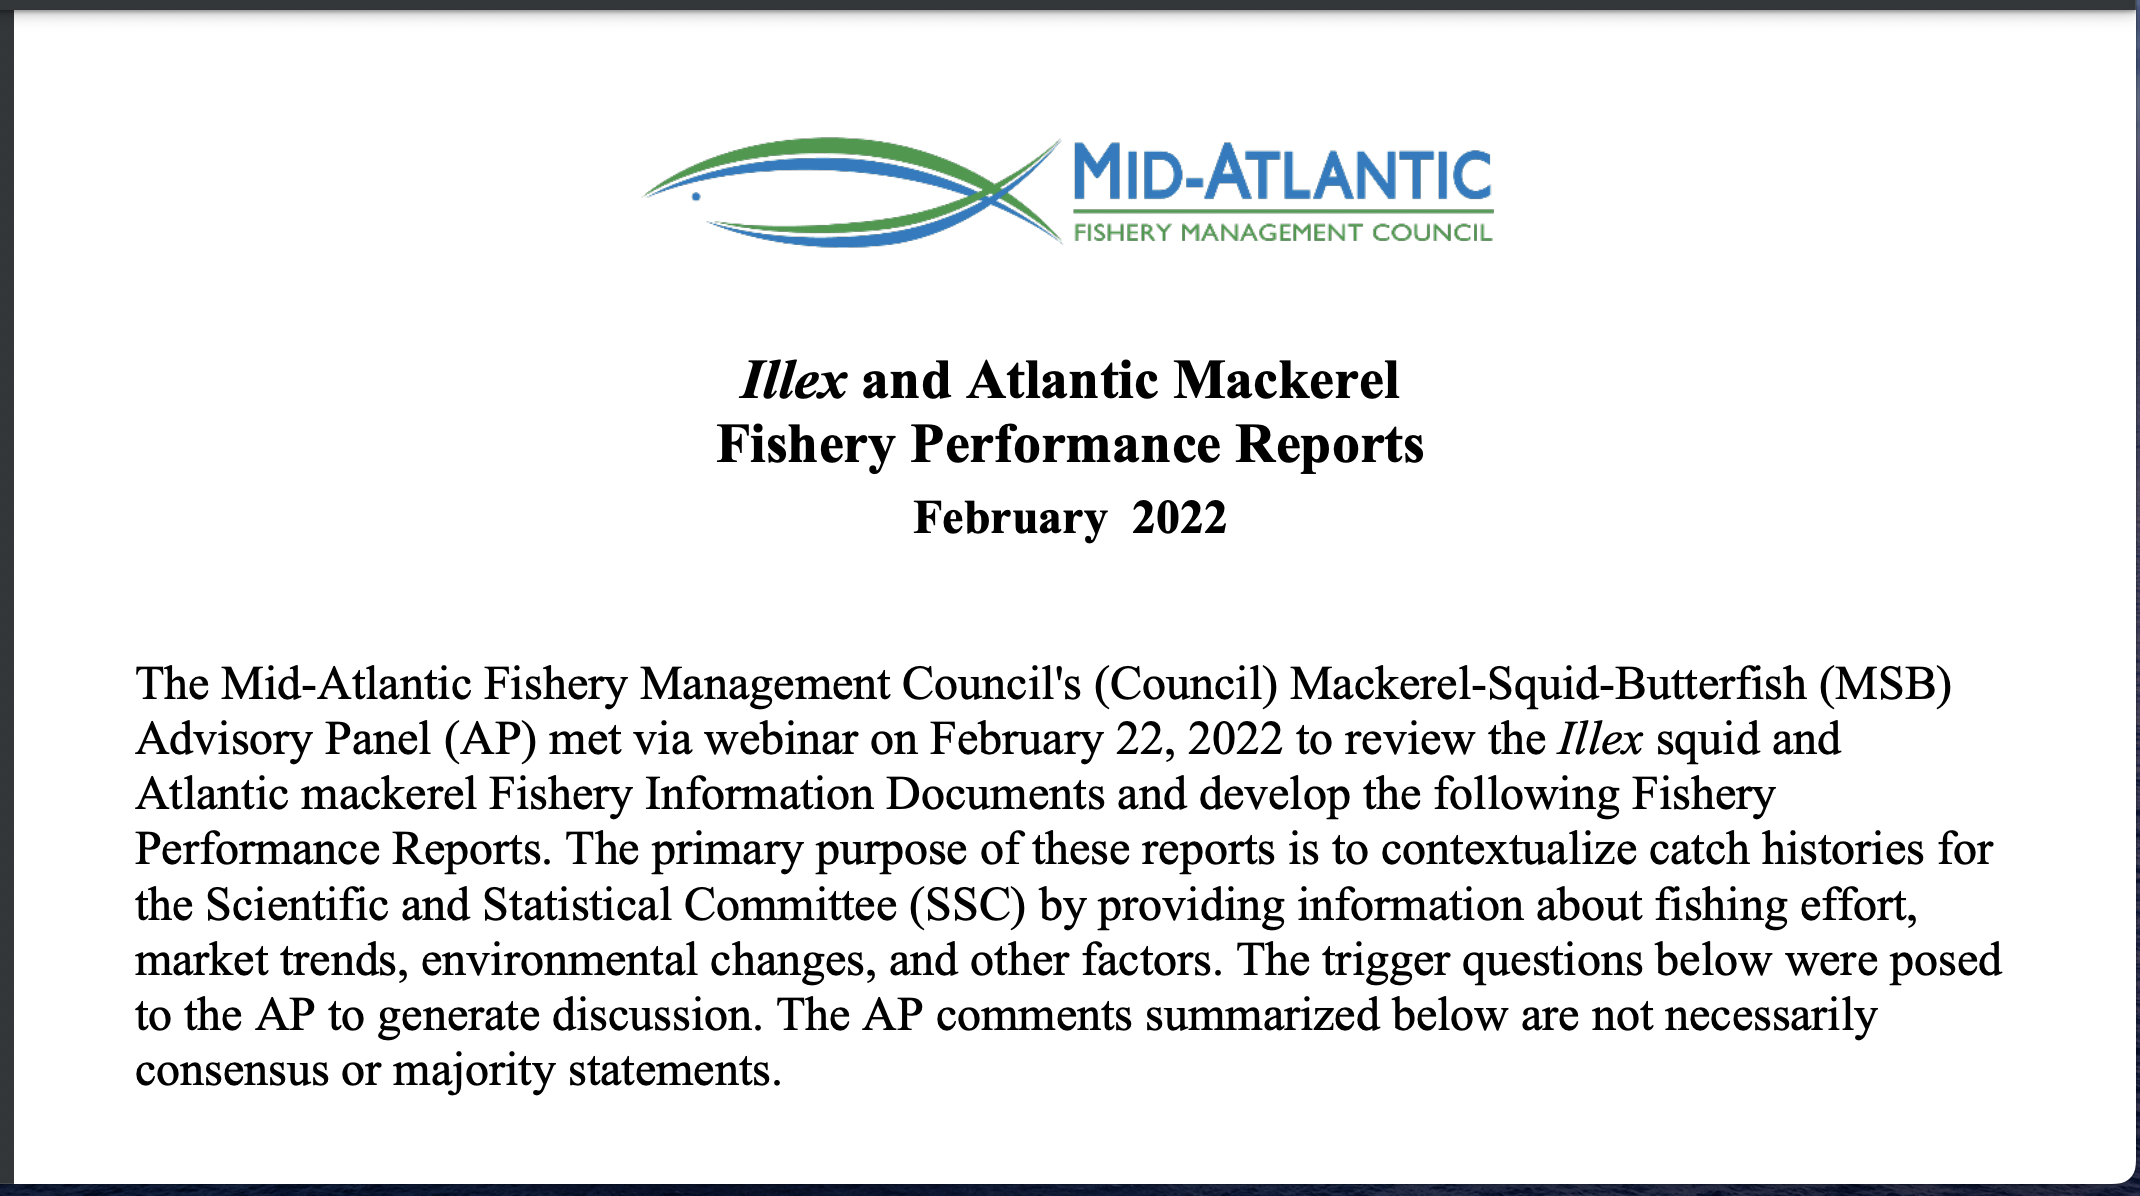 MID-ATLANTIC
FISHERY MANAGEMENT COUNCIL
Illex and Atlantic Mackerel
Fishery Performance Reports
February 2022
The Mid-Atlantic Fishery Management Council's (Council) Mackerel-Squid-Butterfish (MSB)
Advisory Panel (AP) met via webinar on February 22, 2022 to review the Illex squid and
Atlantic mackerel Fishery Information Documents and develop the following Fishery
Performance Reports. The primary purpose of these reports is to contextualize catch histories for
the Scientific and Statistical Committee (SSC) by providing information about fishing effort,
market trends, environmental changes, and other factors. The trigger questions below were posed
to the AP to generate discussion. The AP comments summarized below are not necessarily
consensus or majority statements.